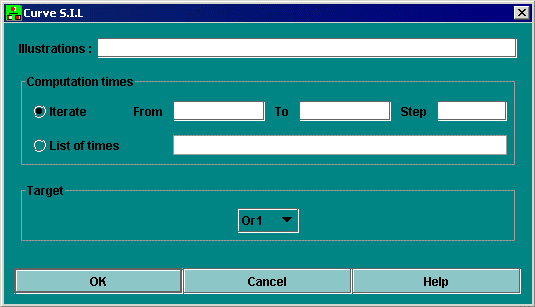 Curve S.I.L
Illustrations :
Computation times
Iterate From To Step
List of times
Target
Or1
OK Cancel Help